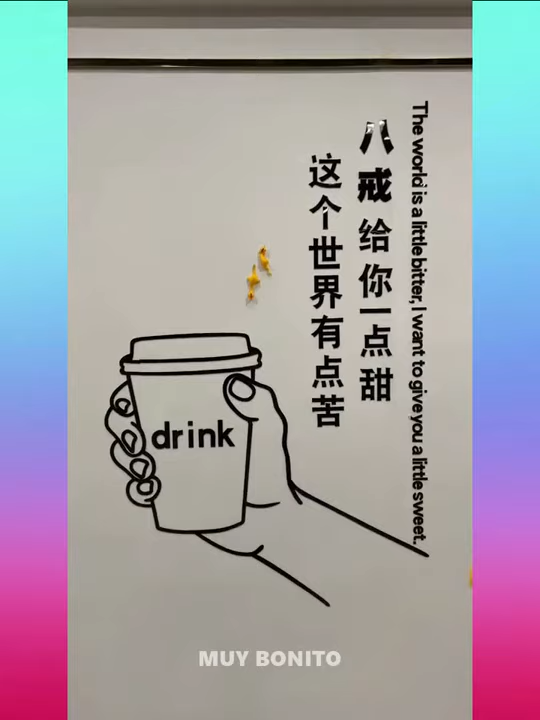 八戒给你一点甜
这个世界有点苦
The world is a little bitter, I want to give you a little sweet.
drink
MUY BONITO